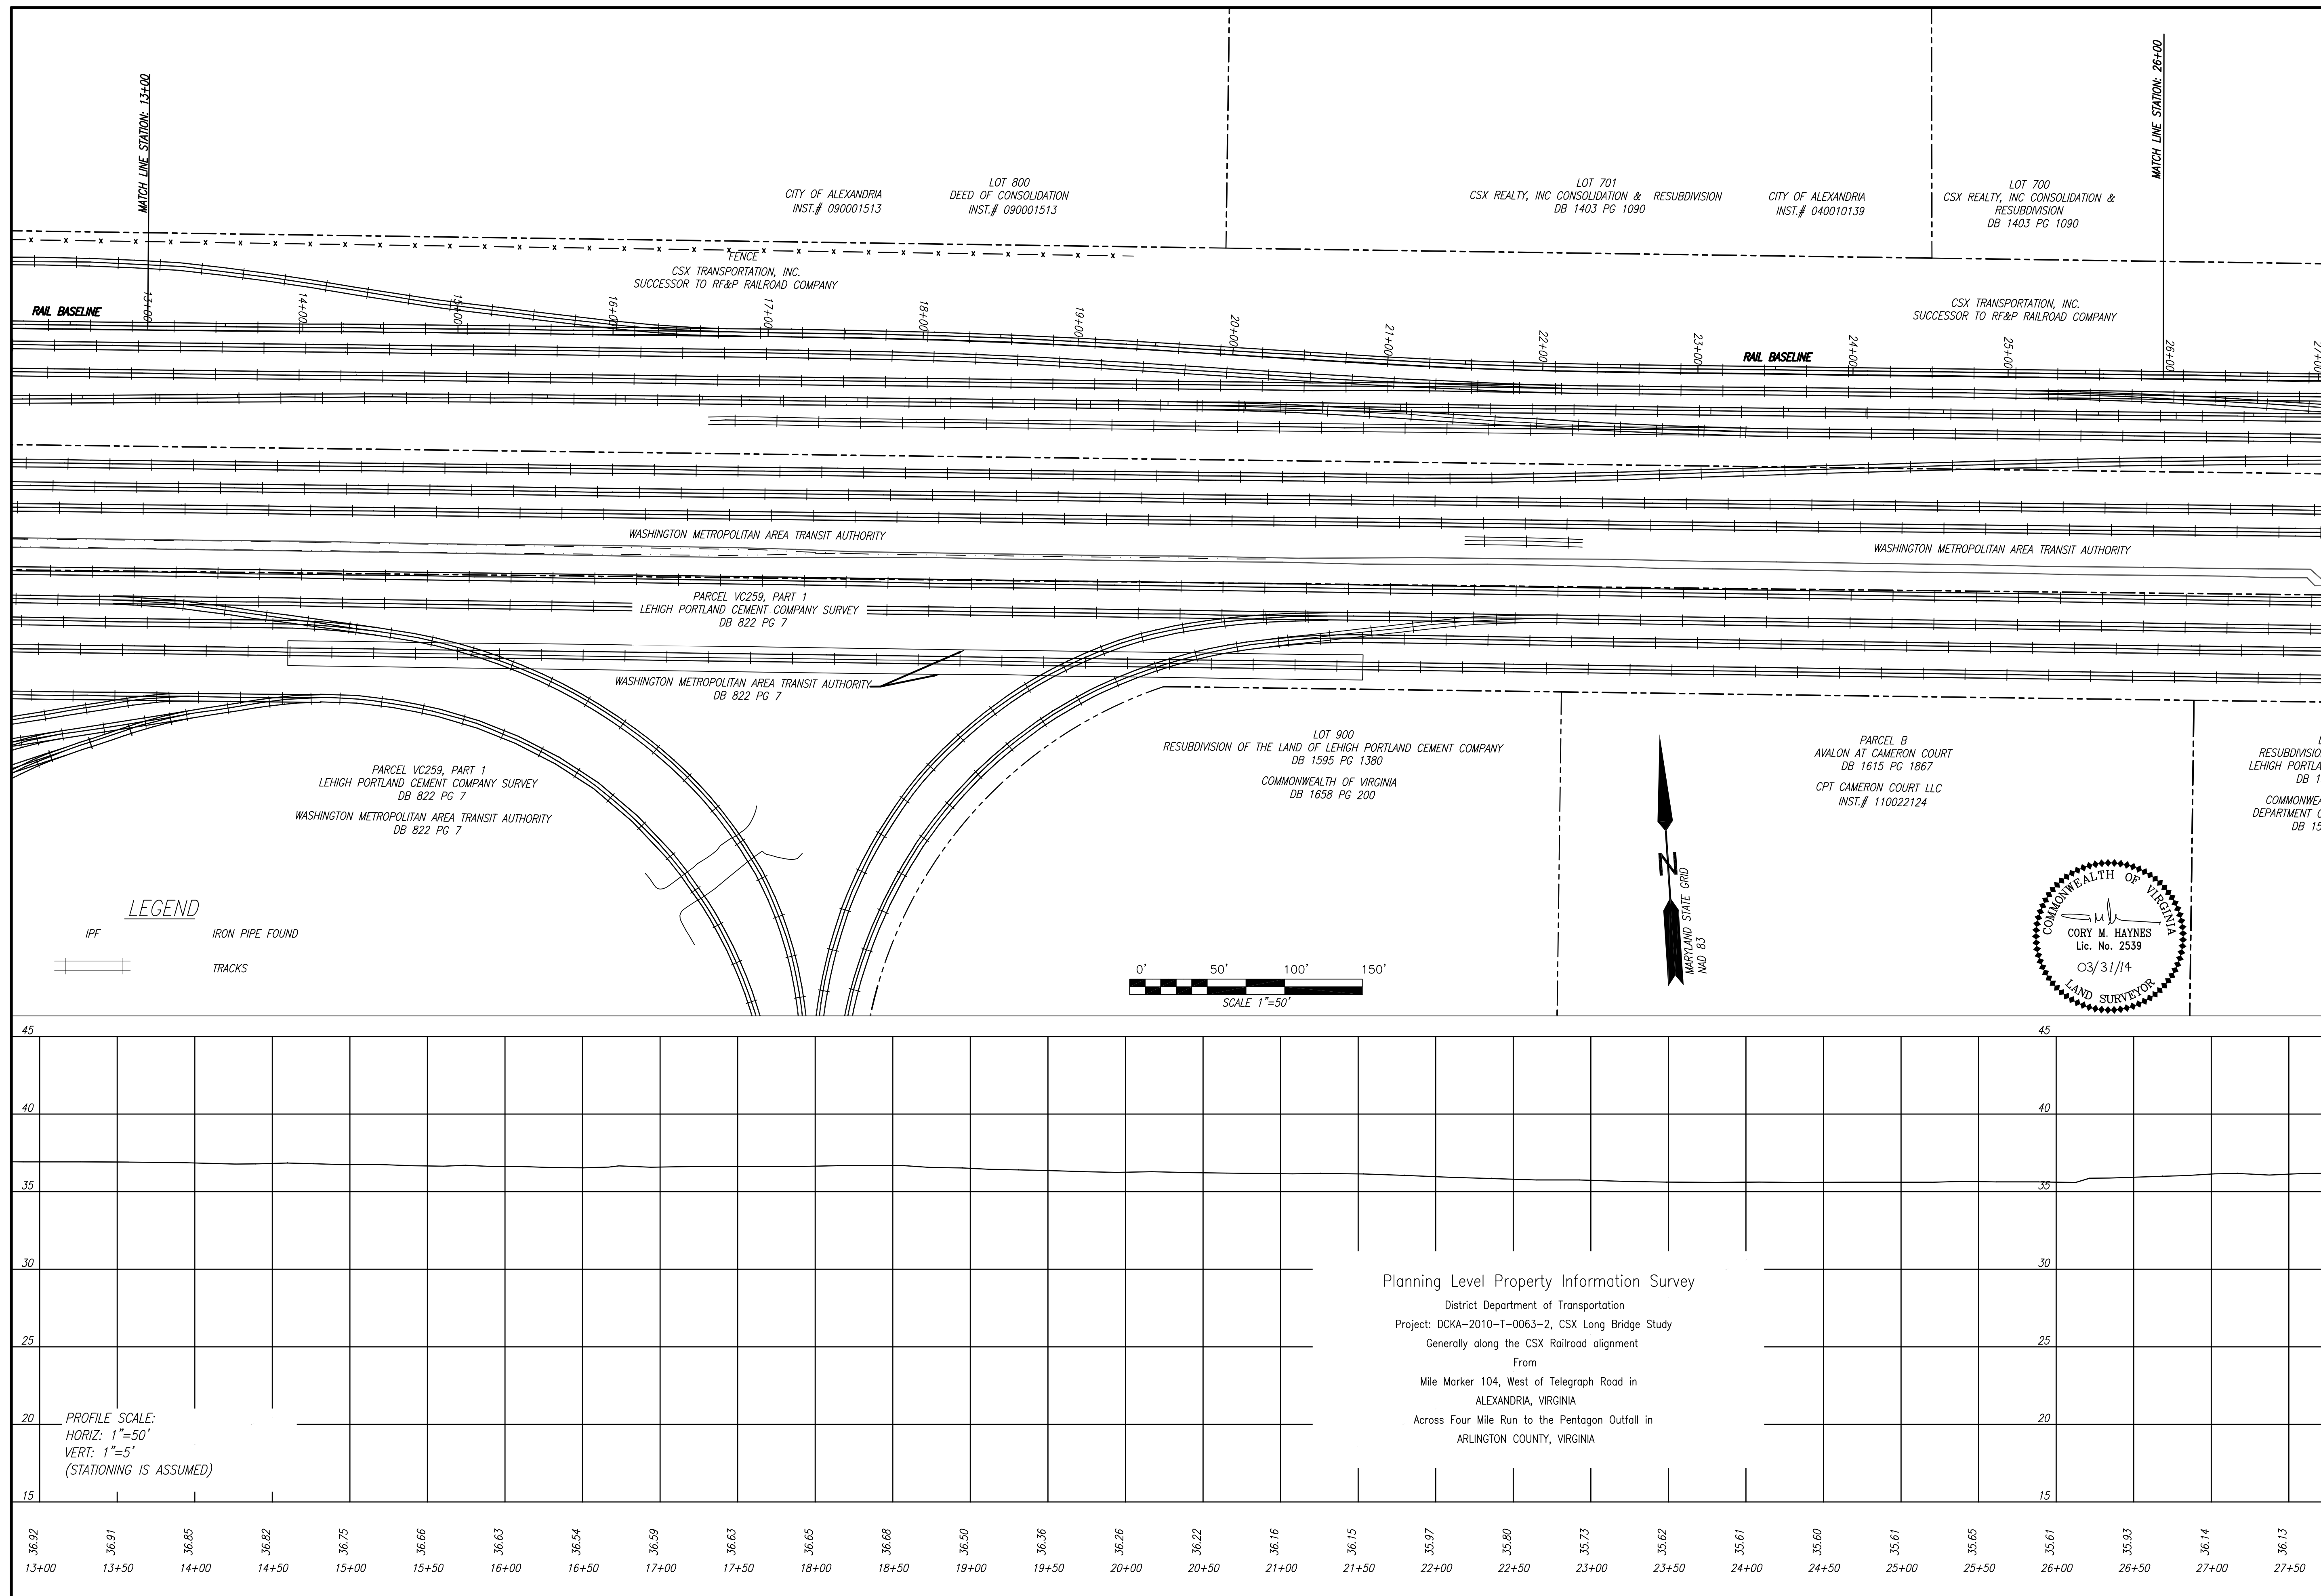 MATCH LINE STATION: 13+00
MATCH LINE STATION: 26+00
CITY OF ALEXANDRIA
INST.# 090001513
LOT 800
DEED OF CONSOLIDATION
INST.# 090001513
LOT 701
CSX REALTY, INC CONSOLIDATION & RESUBDIVISION
DB 1403 PG 1090
CITY OF ALEXANDRIA
INST.# 040010139
LOT 700
CSX REALTY, INC CONSOLIDATION &
RESUBDIVISION
DB 1403 PG 1090
FENCE
CSX TRANSPORTATION, INC.
SUCCESSOR TO RF&P RAILROAD COMPANY
CSX TRANSPORTATION, INC.
SUCCESSOR TO RF&P RAILROAD COMPANY
RAIL BASELINE
13+00
14+00
15+00
16+00
17+00
18+00
19+00
20+00
21+00
22+00
23+00
RAIL BASELINE
24+00
25+00
26+00
27+00
WASHINGTON METROPOLITAN AREA TRANSIT AUTHORITY
WASHINGTON METROPOLITAN AREA TRANSIT AUTHORITY
PARCEL VC259, PART 1
LEHIGH PORTLAND CEMENT COMPANY SURVEY
DB 822 PG 7
WASHINGTON METROPOLITAN AREA TRANSIT AUTHORITY
DB 822 PG 7
PARCEL VC259, PART 1
LEHIGH PORTLAND CEMENT COMPANY SURVEY
DB 822 PG 7
WASHINGTON METROPOLITAN AREA TRANSIT AUTHORITY
DB 822 PG 7
LOT 900
RESUBDIVISION OF THE LAND OF LEHIGH PORTLAND CEMENT COMPANY
DB 1595 PG 1380
COMMONWEALTH OF VIRGINIA
DB 1658 PG 200
PARCEL B
AVALON AT CAMERON COURT
DB 1615 PG 1867
CPT CAMERON COURT LLC
INST.# 110022124
RESUBDIVISIO
LEHIGH PORTLA
DB 1
COMMONWEA
DEPARTMENT O
DB 15
N
MARYLAND STATE GRID
NAD 83
COMMONWEALTH OF VIRGINIA
CORY M. HAYNES
Lic. No. 2539
03/31/14
LAND SURVEYOR
LEGEND
IPF IRON PIPE FOUND
TRACKS
0' 50' 100' 150'
SCALE 1"=50'
45 45
40 40
35 35
30 30
25 25
20 20
15 15
Planning Level Property Information Survey
District Department of Transportation
Project: DCKA-2010-T-0063-2, CSX Long Bridge Study
Generally along the CSX Railroad alignment
From
Mile Marker 104, West of Telegraph Road in
ALEXANDRIA, VIRGINIA
Across Four Mile Run to the Pentagon Outfall in
ARLINGTON COUNTY, VIRGINIA
PROFILE SCALE:
HORIZ: 1"=50'
VERT: 1"=5'
(STATIONING IS ASSUMED)
36.92 36.91 36.85 36.82 36.75 36.66 36.63 36.54 36.59 36.63 36.65 36.68 36.50 36.36 36.26 36.22 36.16 36.15 35.97 35.80 35.73 35.62 35.61 35.60 35.61 35.65 35.61 35.93 36.14 36.13
13+00 13+50 14+00 14+50 15+00 15+50 16+00 16+50 17+00 17+50 18+00 18+50 19+00 19+50 20+00 20+50 21+00 21+50 22+00 22+50 23+00 23+50 24+00 24+50 25+00 25+50 26+00 26+50 27+00 27+50